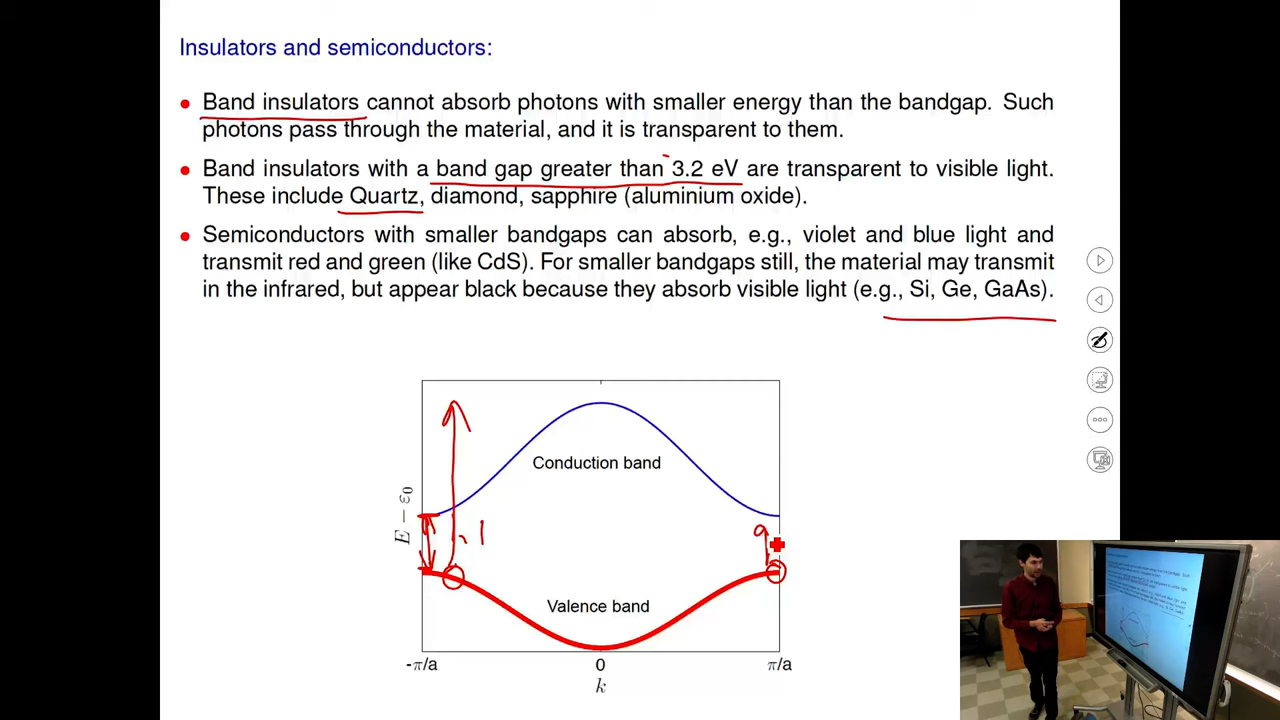 Insulators and semiconductors:
Band insulators cannot absorb photons with smaller energy than the bandgap. Such
photons pass through the material, and it is transparent to them.
Band insulators with a band gap greater than 3.2 eV are transparent to visible light.
These include Quartz, diamond, sapphire (aluminium oxide).
Semiconductors with smaller bandgaps can absorb, e.g., violet and blue light and
transmit red and green (like CdS). For smaller bandgaps still, the material may transmit
in the infrared, but appear black because they absorb visible light (e.g., Si, Ge, GaAs).
Conduction band
E − ε₀
Valence band
-π/a 0 π/a
k